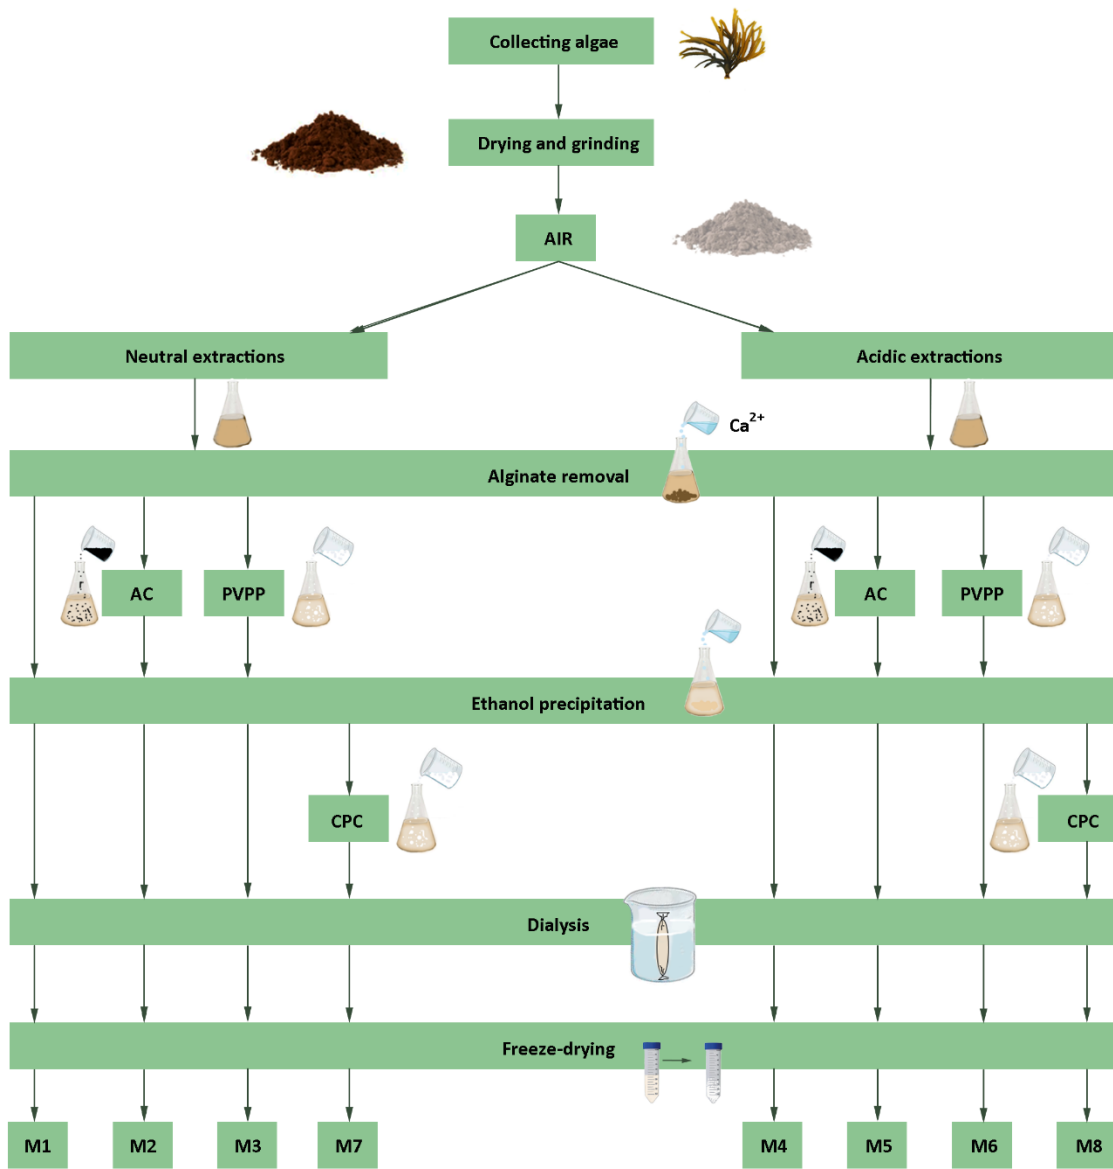 Collecting algae
Drying and grinding
AIR
Neutral extractions
Acidic extractions
Ca²⁺
Alginate removal
AC
PVPP
AC
PVPP
Ethanol precipitation
CPC
CPC
Dialysis
Freeze-drying
M1
M2
M3
M7
M4
M5
M6
M8